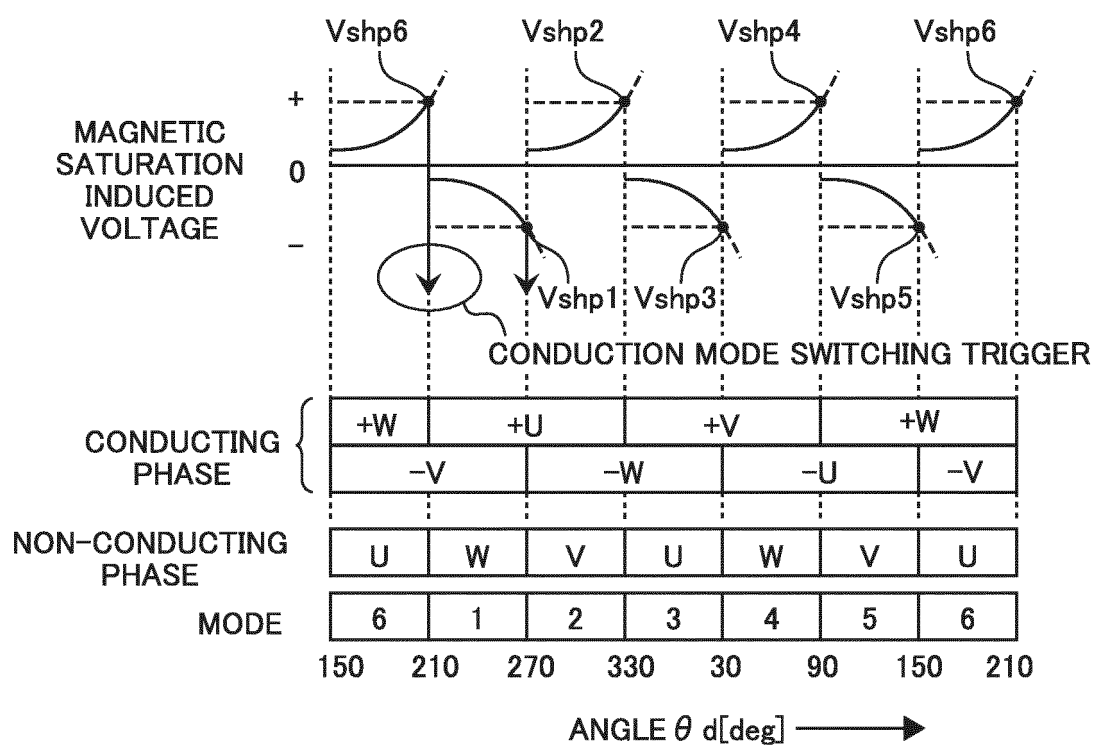 Vshp6 Vshp2 Vshp4 Vshp6
+
MAGNETIC
SATURATION
INDUCED
VOLTAGE
0
−
Vshp1 Vshp3 Vshp5
CONDUCTION MODE SWITCHING TRIGGER
CONDUCTING
PHASE
+W +U +V +W
−V −W −U −V
NON-CONDUCTING
PHASE
U W V U W V U
MODE 6 1 2 3 4 5 6
150 210 270 330 30 90 150 210
ANGLE θ d[deg]